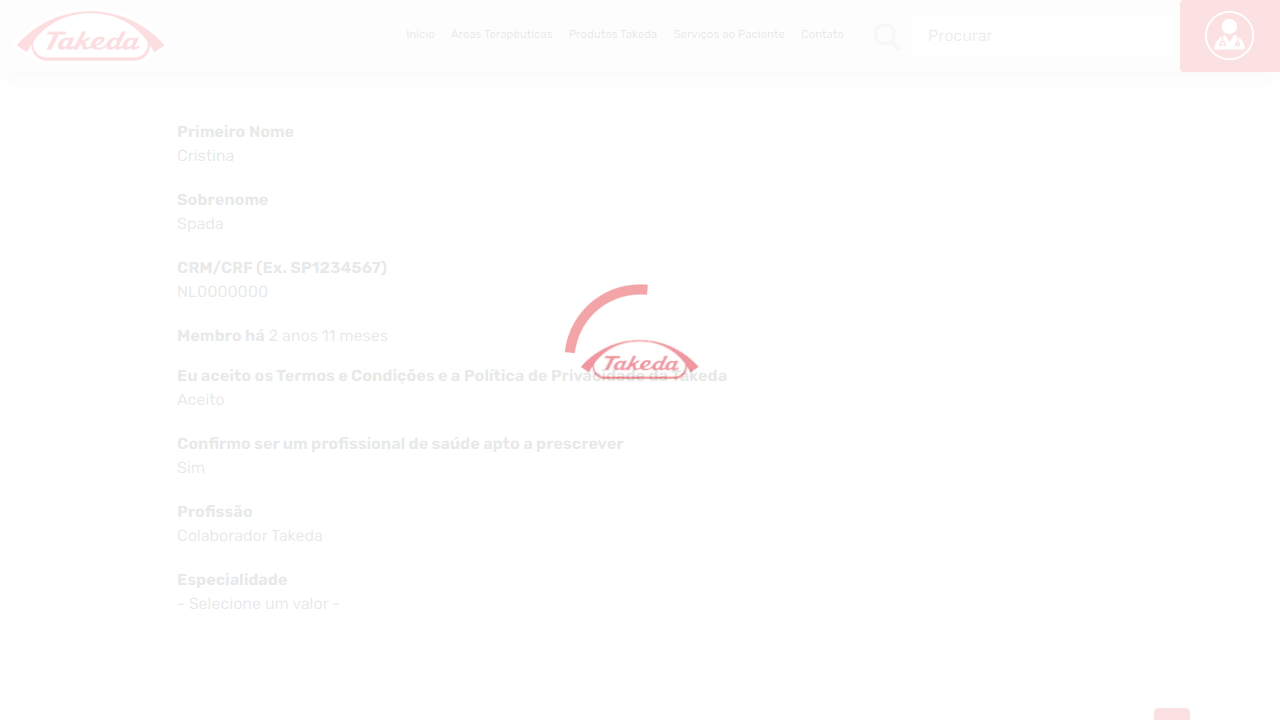 Takeda
Início Áreas Terapêuticas Produtos Takeda Serviços ao Paciente Contato
Procurar
Primeiro Nome
Cristina
Sobrenome
Spada
CRM/CRF (Ex. SP1234567)
NL0000000
Membro há 2 anos 11 meses
Takeda
Eu aceito os Termos e Condições e a Política de Privacidade da Takeda
Aceito
Confirmo ser um profissional de saúde apto a prescrever
Sim
Profissão
Colaborador Takeda
Especialidade
- Selecione um valor -